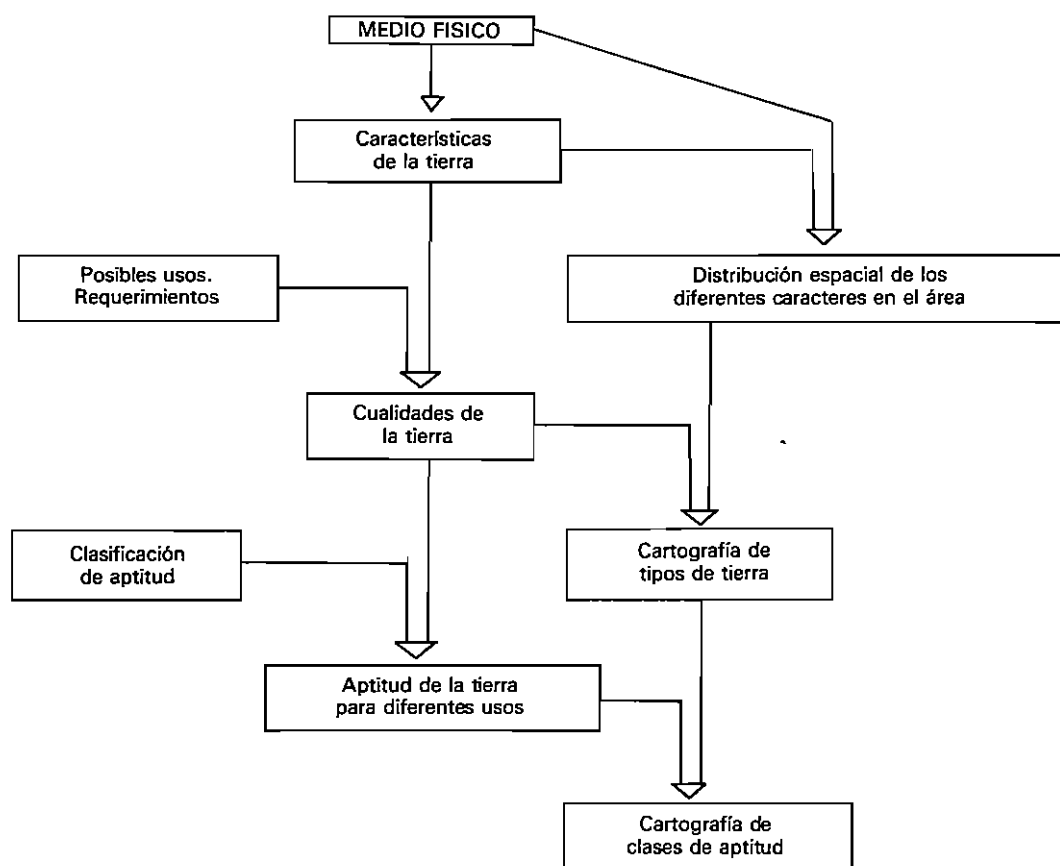 MEDIO FISICO
Características
de la tierra
Posibles usos.
Requerimientos
Distribución espacial de los
diferentes caracteres en el área
Cualidades de
la tierra
Clasificación
de aptitud
Cartografía de
tipos de tierra
Aptitud de la tierra
para diferentes usos
Cartografía de
clases de aptitud